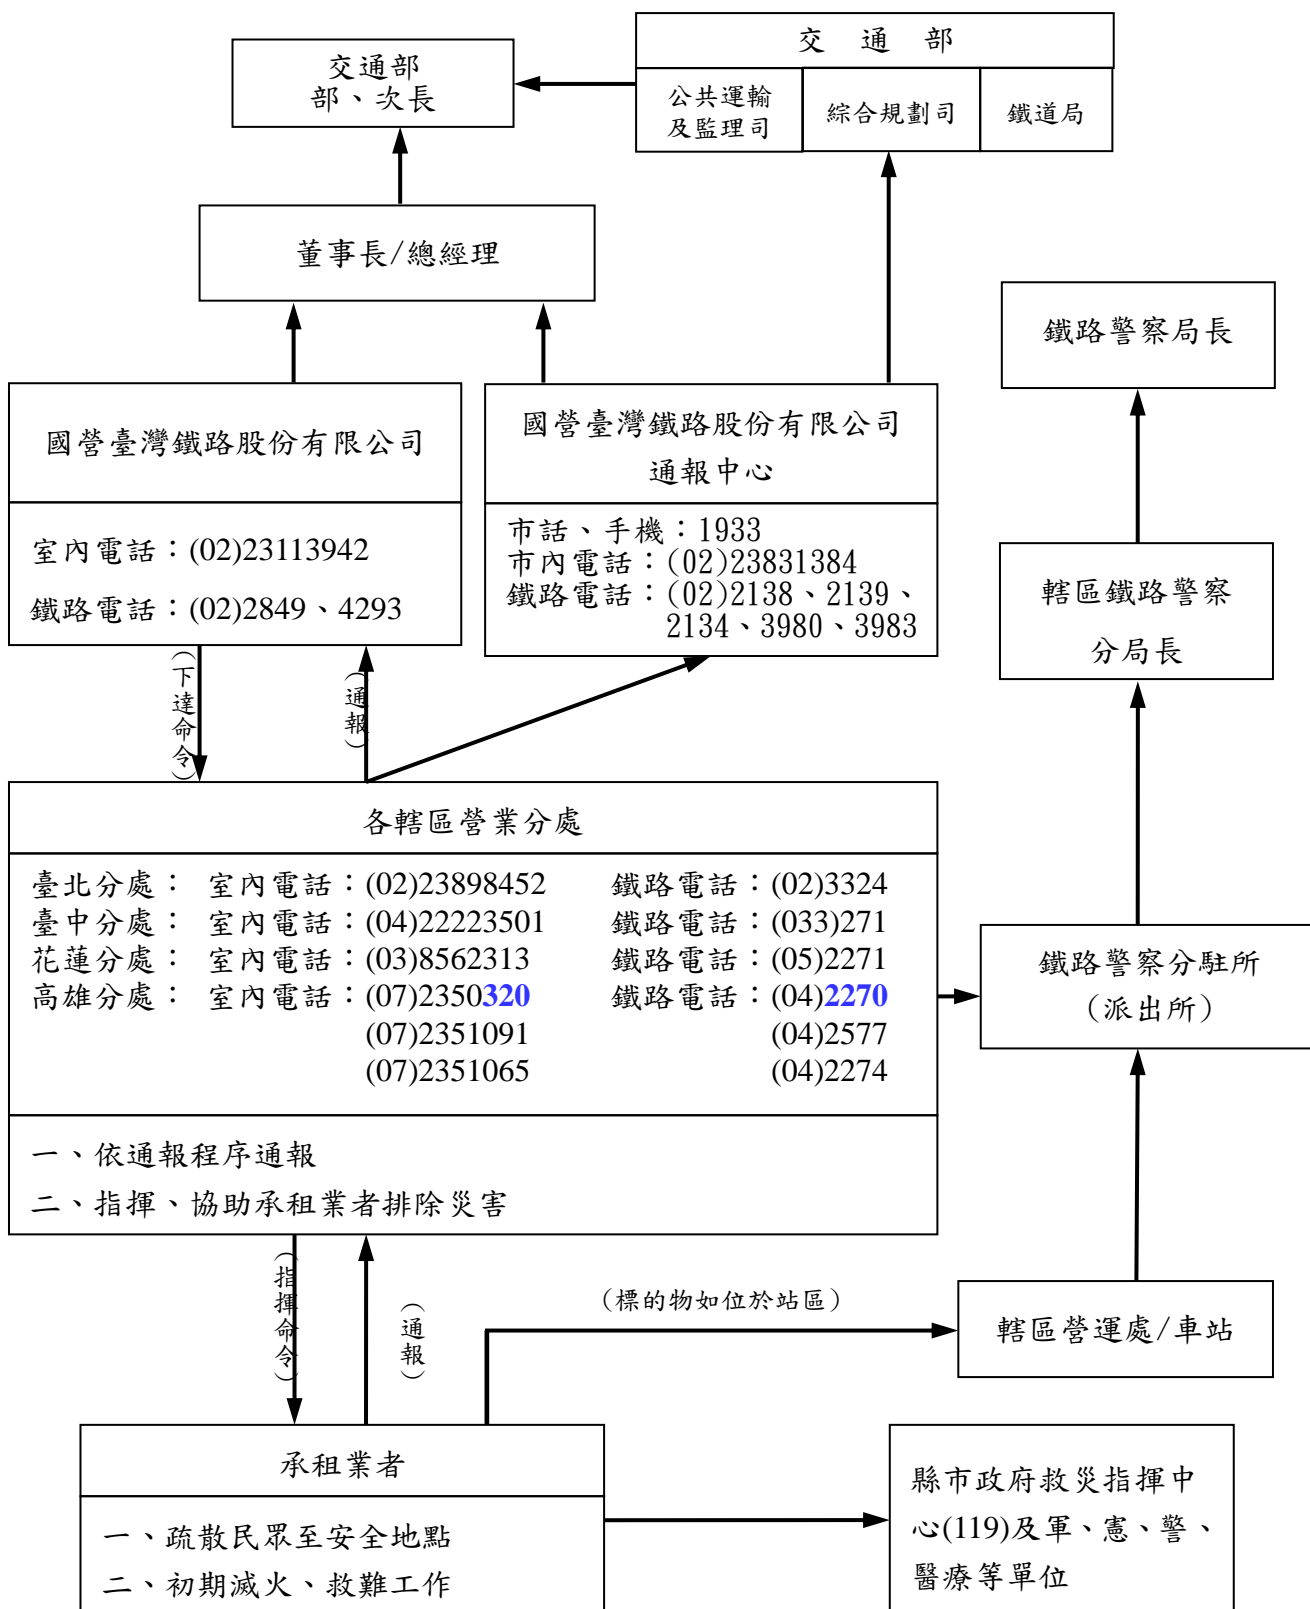 交通部
部、次長
交 通 部
公共運輸
及監理司
綜合規劃司
鐵道局
董事長/總經理
鐵路警察局長
國營臺灣鐵路股份有限公司
室內電話：(02)23113942
鐵路電話：(02)2849、4293
國營臺灣鐵路股份有限公司
通報中心
市話、手機：1933
市內電話：(02)23831384
鐵路電話：(02)2138、2139、
2134、3980、3983
轄區鐵路警察
分局長
（下達命令）
（通報）
各轄區營業分處
臺北分處： 室內電話：(02)23898452 鐵路電話：(02)3324
臺中分處： 室內電話：(04)22223501 鐵路電話：(033)271
花蓮分處： 室內電話：(03)8562313 鐵路電話：(05)2271
高雄分處： 室內電話：(07)2350320 鐵路電話：(04)2270
(07)2351091 (04)2577
(07)2351065 (04)2274
一、依通報程序通報
二、指揮、協助承租業者排除災害
鐵路警察分駐所
（派出所）
（指揮命令）
（通報）
（標的物如位於站區）
轄區營運處/車站
承租業者
一、疏散民眾至安全地點
二、初期滅火、救難工作
縣市政府救災指揮中
心(119)及軍、憲、警、
醫療等單位